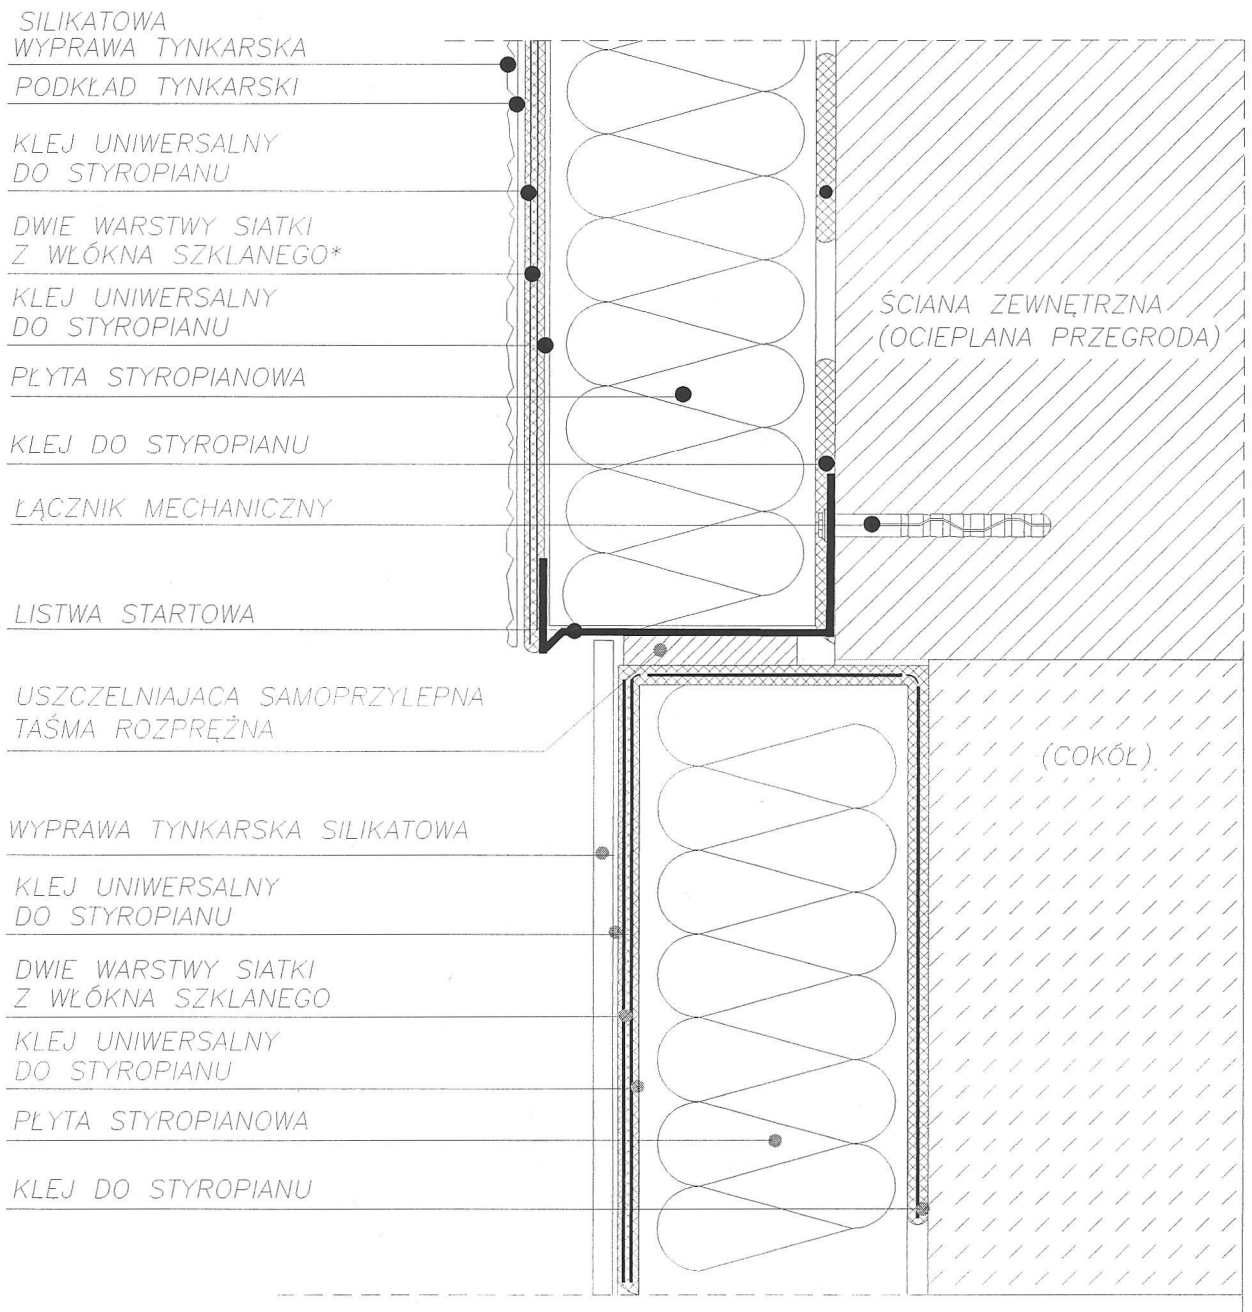 SILIKATOWA
WYPRAWA TYNKARSKA
PODKŁAD TYNKARSKI
KLEJ UNIWERSALNY
DO STYROPIANU
DWIE WARSTWY SIATKI
Z WŁÓKNA SZKLANEGO*
KLEJ UNIWERSALNY
DO STYROPIANU
PŁYTA STYROPIANOWA
KLEJ DO STYROPIANU
ŁĄCZNIK MECHANICZNY
LISTWA STARTOWA
USZCZELNIAJACA SAMOPRZYLEPNA
TAŚMA ROZPRĘŻNA
WYPRAWA TYNKARSKA SILIKATOWA
KLEJ UNIWERSALNY
DO STYROPIANU
DWIE WARSTWY SIATKI
Z WŁÓKNA SZKLANEGO
KLEJ UNIWERSALNY
DO STYROPIANU
PŁYTA STYROPIANOWA
KLEJ DO STYROPIANU
ŚCIANA ZEWNĘTRZNA
(OCIEPLANA PRZEGRODA)
(COKÓŁ)